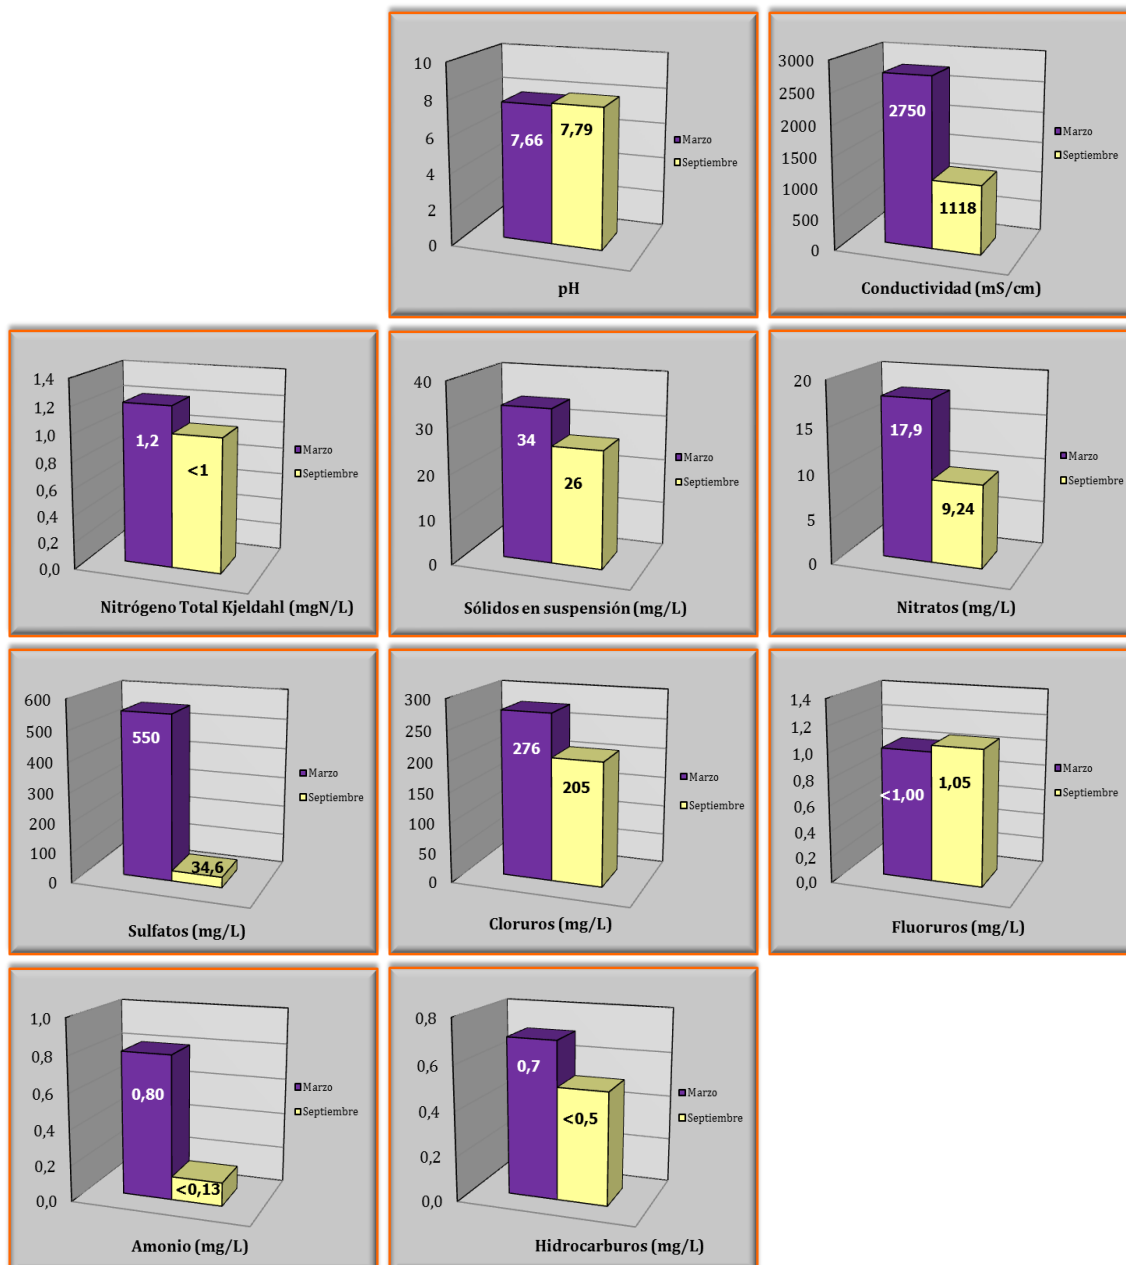 10
8
6
4
2
0
7,66
7,79
Marzo
Septiembre
pH
3000
2500
2000
1500
1000
500
0
2750
1118
Marzo
Septiembre
Conductividad (mS/cm)
1,4
1,2
1,0
0,8
0,6
0,4
0,2
0,0
1,2
<1
Marzo
Septiembre
Nitrógeno Total Kjeldahl (mgN/L)
40
30
20
10
0
34
26
Marzo
Septiembre
Sólidos en suspensión (mg/L)
20
15
10
5
0
17,9
9,24
Marzo
Septiembre
Nitratos (mg/L)
600
500
400
300
200
100
0
550
34,6
Marzo
Septiembre
Sulfatos (mg/L)
300
250
200
150
100
50
0
276
205
Marzo
Septiembre
Cloruros (mg/L)
1,4
1,2
1,0
0,8
0,6
0,4
0,2
0,0
<1,00
1,05
Marzo
Septiembre
Fluoruros (mg/L)
1,0
0,8
0,6
0,4
0,2
0,0
0,80
<0,13
Marzo
Septiembre
Amonio (mg/L)
0,8
0,6
0,4
0,2
0,0
0,7
<0,5
Marzo
Septiembre
Hidrocarburos (mg/L)